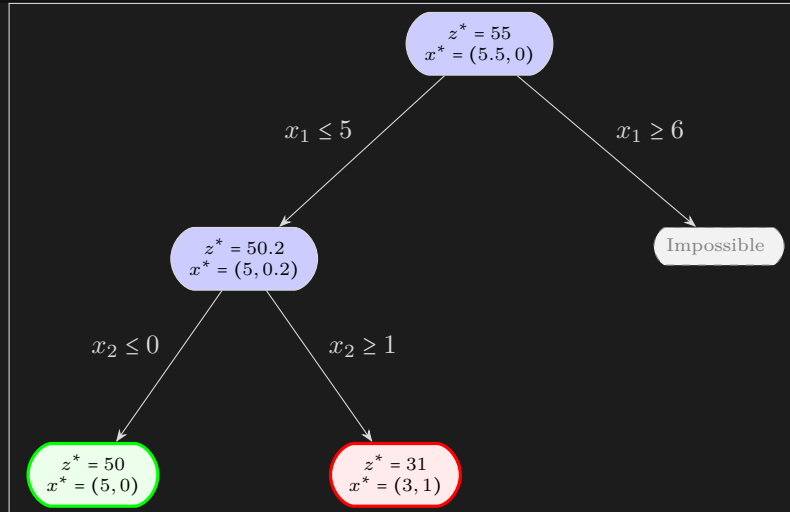 z* = 55
x* = (5.5, 0)
x₁ ≤ 5
x₁ ≥ 6
z* = 50.2
x* = (5, 0.2)
Impossible
x₂ ≤ 0
x₂ ≥ 1
z* = 50
x* = (5, 0)
z* = 31
x* = (3, 1)